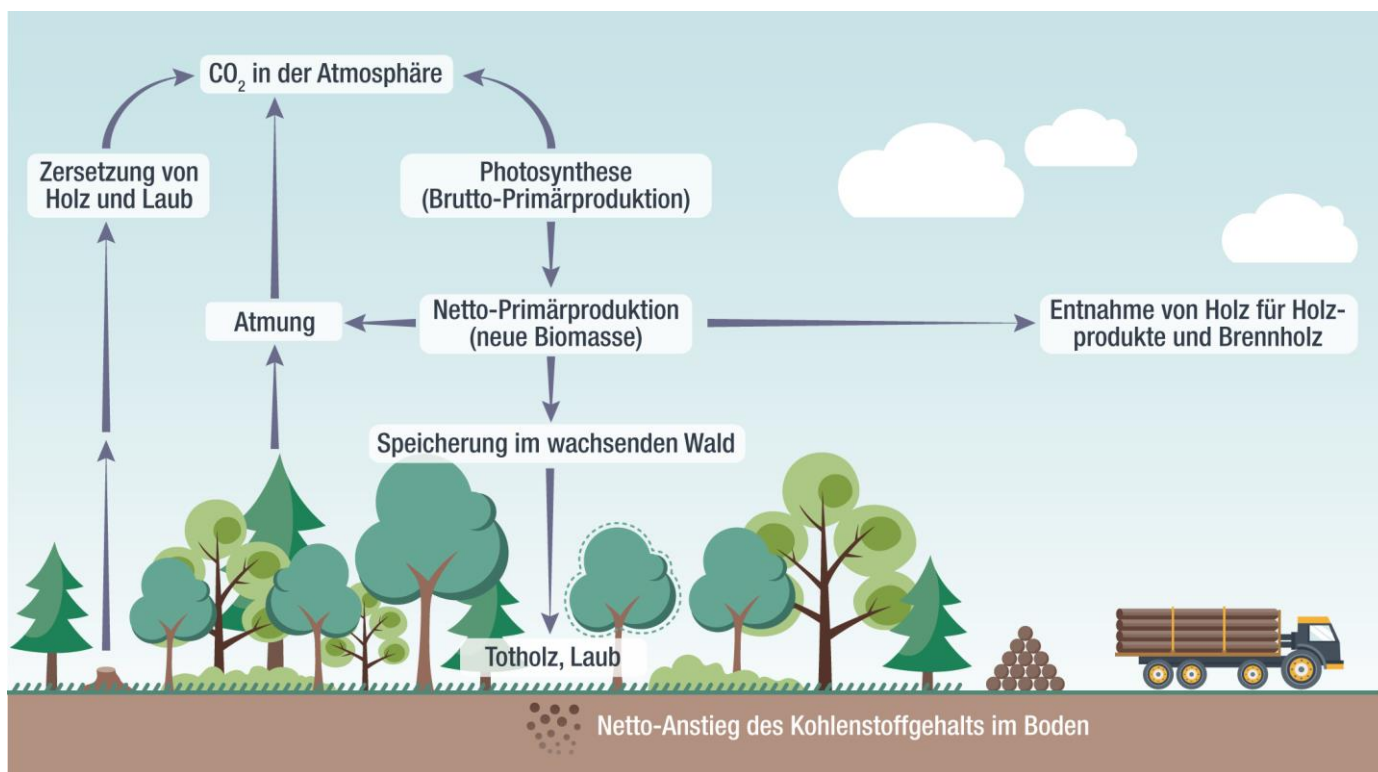 CO₂ in der Atmosphäre
Zersetzung von
Holz und Laub
Photosynthese
(Brutto-Primärproduktion)
Atmung
Netto-Primärproduktion
(neue Biomasse)
Entnahme von Holz für Holz-
produkte und Brennholz
Speicherung im wachsenden Wald
Totholz, Laub
Netto-Anstieg des Kohlenstoffgehalts im Boden